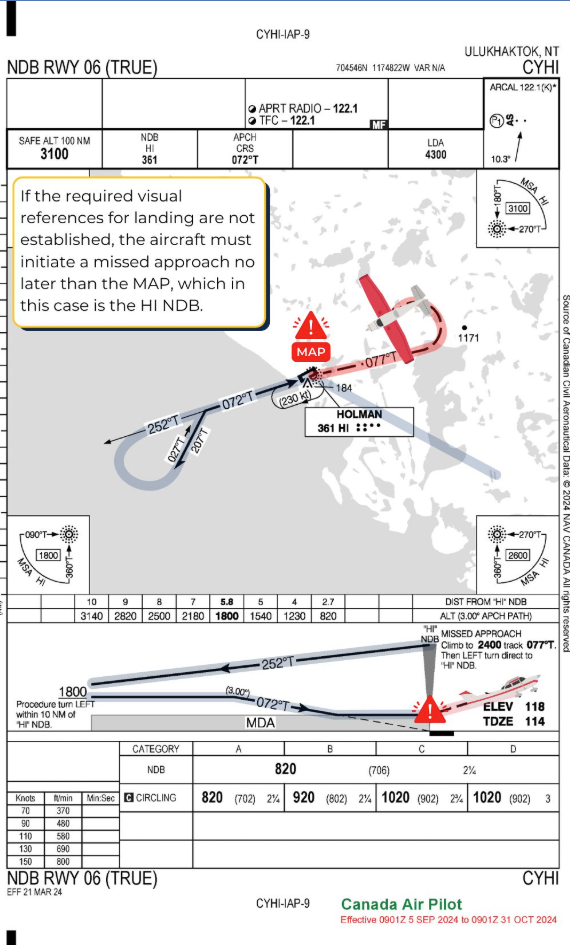 CYHI-IAP-9
ULUKHAKTOK, NT
NDB RWY 06 (TRUE)
704546N 1174822W VAR N/A
CYHI
APRT RADIO – 122.1
TFC – 122.1
MF
ARCAL 122.1(K)*
P1
AS
10.3°
SAFE ALT 100 NM
3100
NDB
HI
361
APCH
CRS
072°T
LDA
4300
If the required visual
references for landing are not
established, the aircraft must
initiate a missed approach no
later than the MAP, which in
this case is the HI NDB.
MSA HI
180°T
3100
270°T
MAP
077°T
1171
184
072°T
(230 kt)
252°T
027°T
207°T
HOLMAN
361 HI
090°T
1800
360°T
MSA HI
270°T
2600
360°T
MSA HI
10 9 8 7 5.8 5 4 2.7 DIST FROM "HI" NDB
3140 2820 2500 2180 1800 1540 1230 820 ALT (3.00° APCH PATH)
"HI"
NDB
MISSED APPROACH
Climb to 2400 track 077°T.
Then LEFT turn direct to
"HI" NDB.
252°T
1800
(3.00°)
072°T
Procedure turn LEFT
within 10 NM of
"HI" NDB.
MDA
ELEV 118
TDZE 114
CATEGORY A B C D
NDB 820 (706) 2¼
C CIRCLING 820 (702) 2¼ 920 (802) 2¼ 1020 (902) 2¾ 1020 (902) 3
Knots ft/min Min:Sec
70 370
90 480
110 580
130 690
150 800
NDB RWY 06 (TRUE)
CYHI
EFF 21 MAR 24
CYHI-IAP-9
Canada Air Pilot
Effective 0901Z 5 SEP 2024 to 0901Z 31 OCT 2024
Source of Canadian Civil Aeronautical Data: © 2024 NAV CANADA All rights reserved